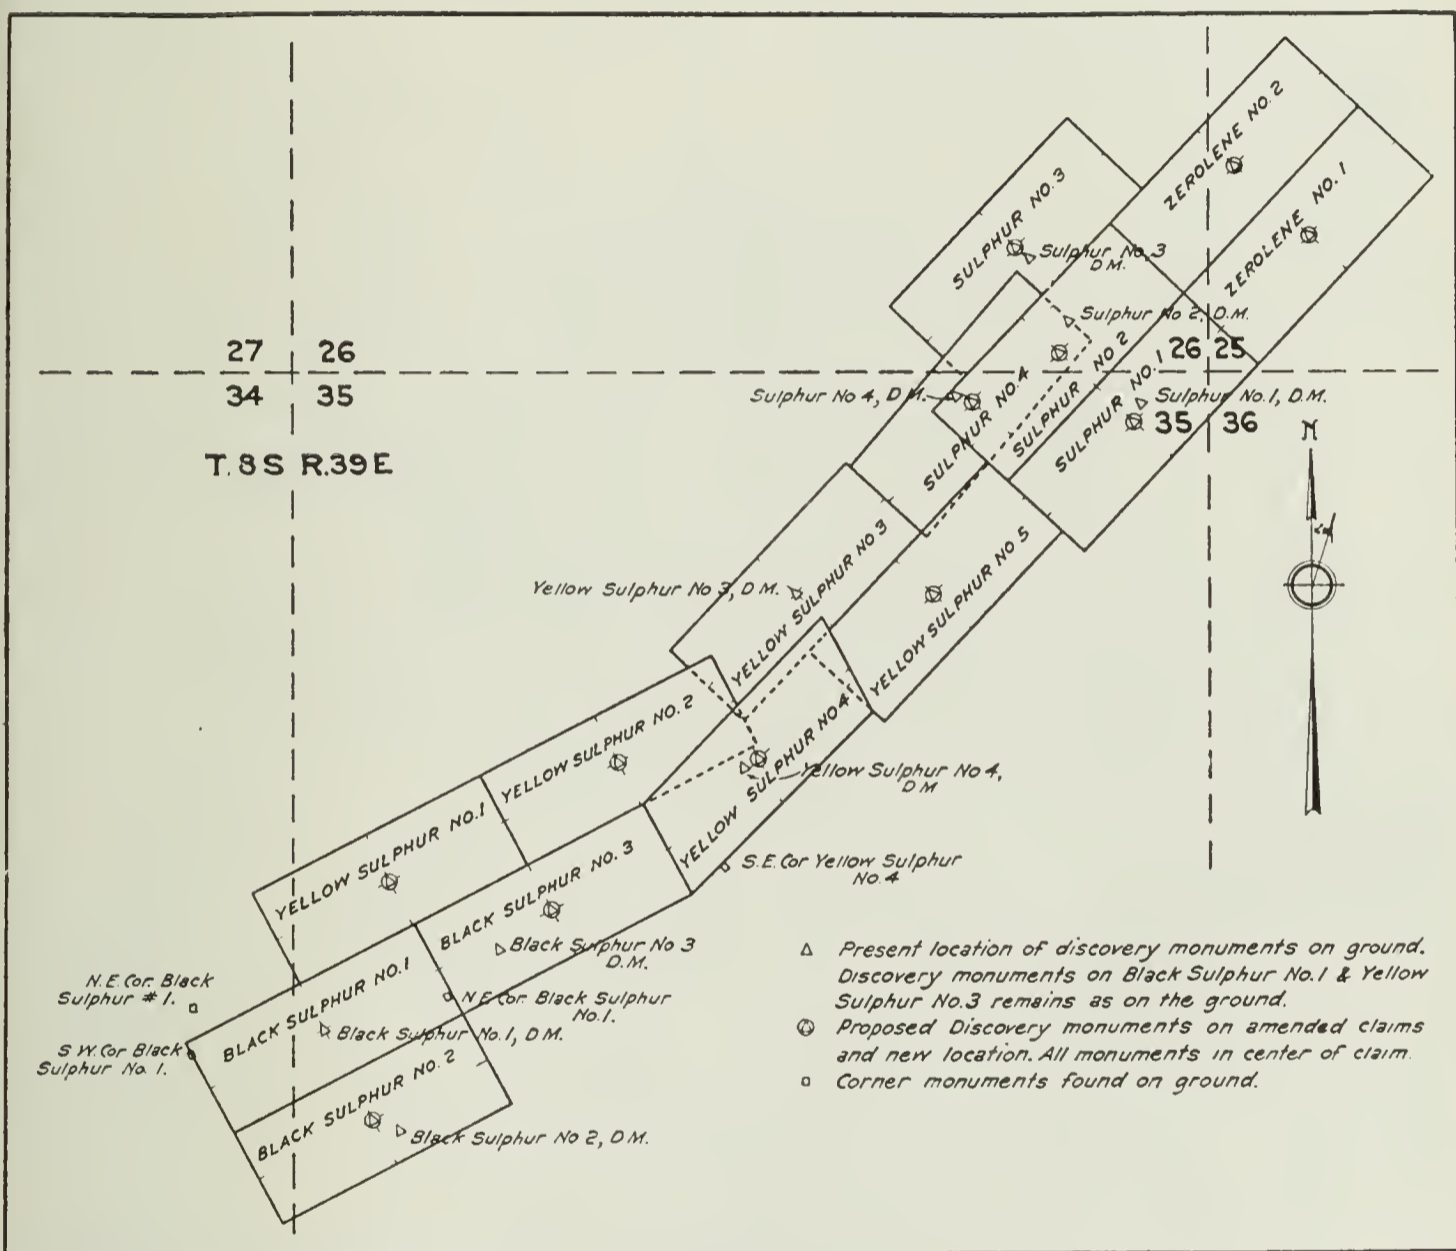 ZEROLENE NO. 2
ZEROLENE NO. 1
SULPHUR NO. 3
Sulphur No. 3
D.M.
Sulphur No 2, D.M.
27 26
34 35
26 25
35 36
T. 8 S R. 39 E
Sulphur No 4, D.M.
SULPHUR NO. 4
SULPHUR NO 2
SULPHUR NO. 1
Sulphur No. 1, D.M.
N
Yellow Sulphur No 3, D.M.
YELLOW SULPHUR NO 3
YELLOW SULPHUR NO 5
YELLOW SULPHUR NO. 2
YELLOW SULPHUR NO 4
Yellow Sulphur No 4,
D M
YELLOW SULPHUR NO. 1
BLACK SULPHUR NO. 3
S.E. Cor Yellow Sulphur
No. 4
Black Sulphur No 3
D.M.
N.E. Cor. Black
Sulphur # 1.
N E Cor. Black Sulphur
No. 1.
BLACK SULPHUR NO. 1
Black Sulphur No. 1, D M.
S W. Cor Black
Sulphur No. 1.
BLACK SULPHUR NO. 2
Black Sulphur No 2, D M.
Present location of discovery monuments on ground.
Discovery monuments on Black Sulphur No. 1 & Yellow
Sulphur No. 3 remains as on the ground.
Proposed Discovery monuments on amended claims
and new location. All monuments in center of claim.
Corner monuments found on ground.